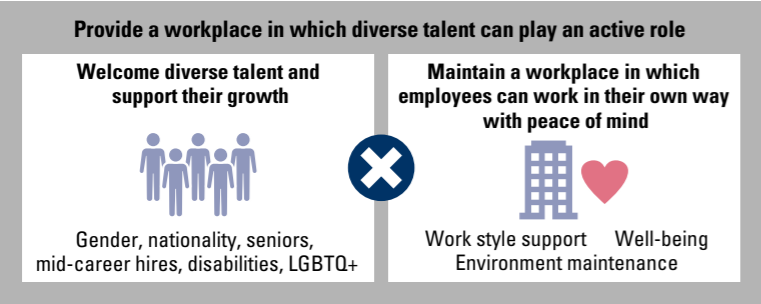 Provide a workplace in which diverse talent can play an active role
Welcome diverse talent and
support their growth
Gender, nationality, seniors,
mid-career hires, disabilities, LGBTQ+
Maintain a workplace in which
employees can work in their own way
with peace of mind
Work style support Well-being
Environment maintenance